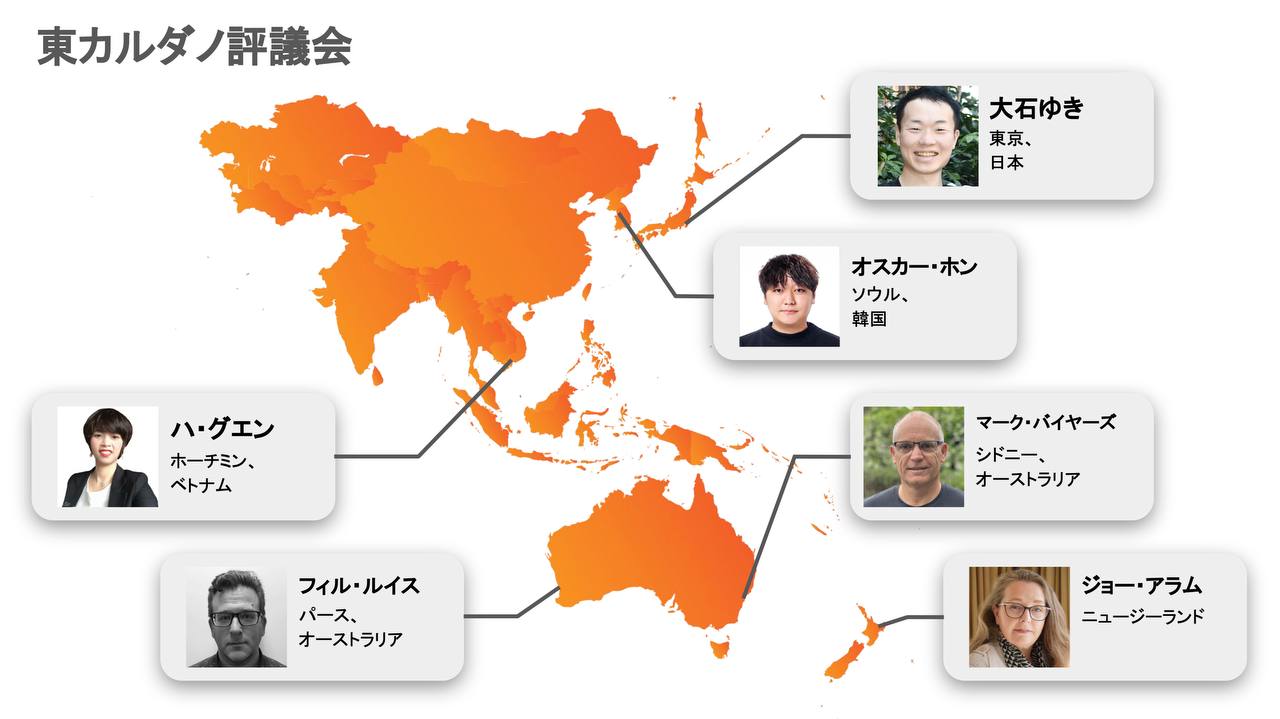 東カルダノ評議会
大石ゆき
東京、
日本
オスカー・ホン
ソウル、
韓国
ハ・グエン
ホーチミン、
ベトナム
マーク・バイヤーズ
シドニー、
オーストラリア
フィル・ルイス
パース、
オーストラリア
ジョー・アラム
ニュージーランド